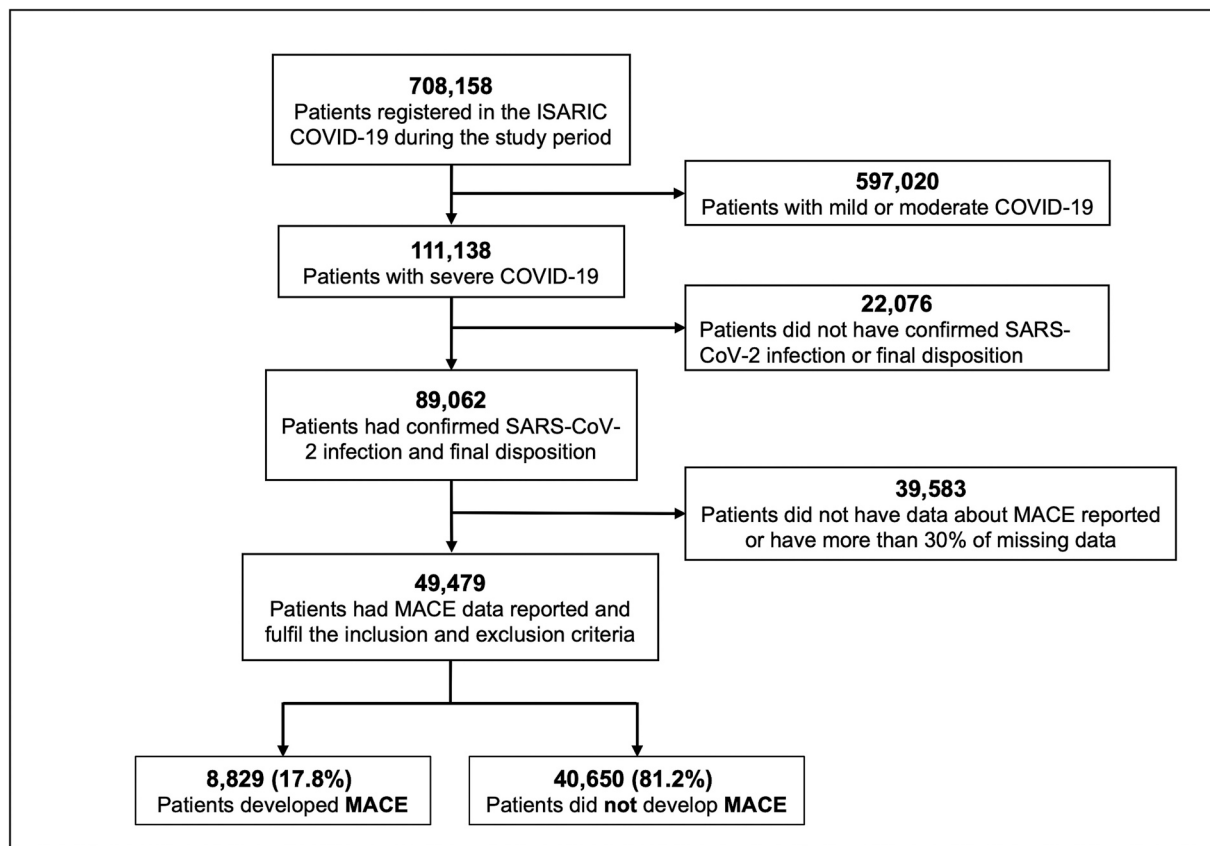 708,158
Patients registered in the ISARIC
COVID-19 during the study period
597,020
Patients with mild or moderate COVID-19
111,138
Patients with severe COVID-19
22,076
Patients did not have confirmed SARS-
CoV-2 infection or final disposition
89,062
Patients had confirmed SARS-CoV-
2 infection and final disposition
39,583
Patients did not have data about MACE reported
or have more than 30% of missing data
49,479
Patients had MACE data reported and
fulfil the inclusion and exclusion criteria
8,829 (17.8%)
Patients developed MACE
40,650 (81.2%)
Patients did not develop MACE